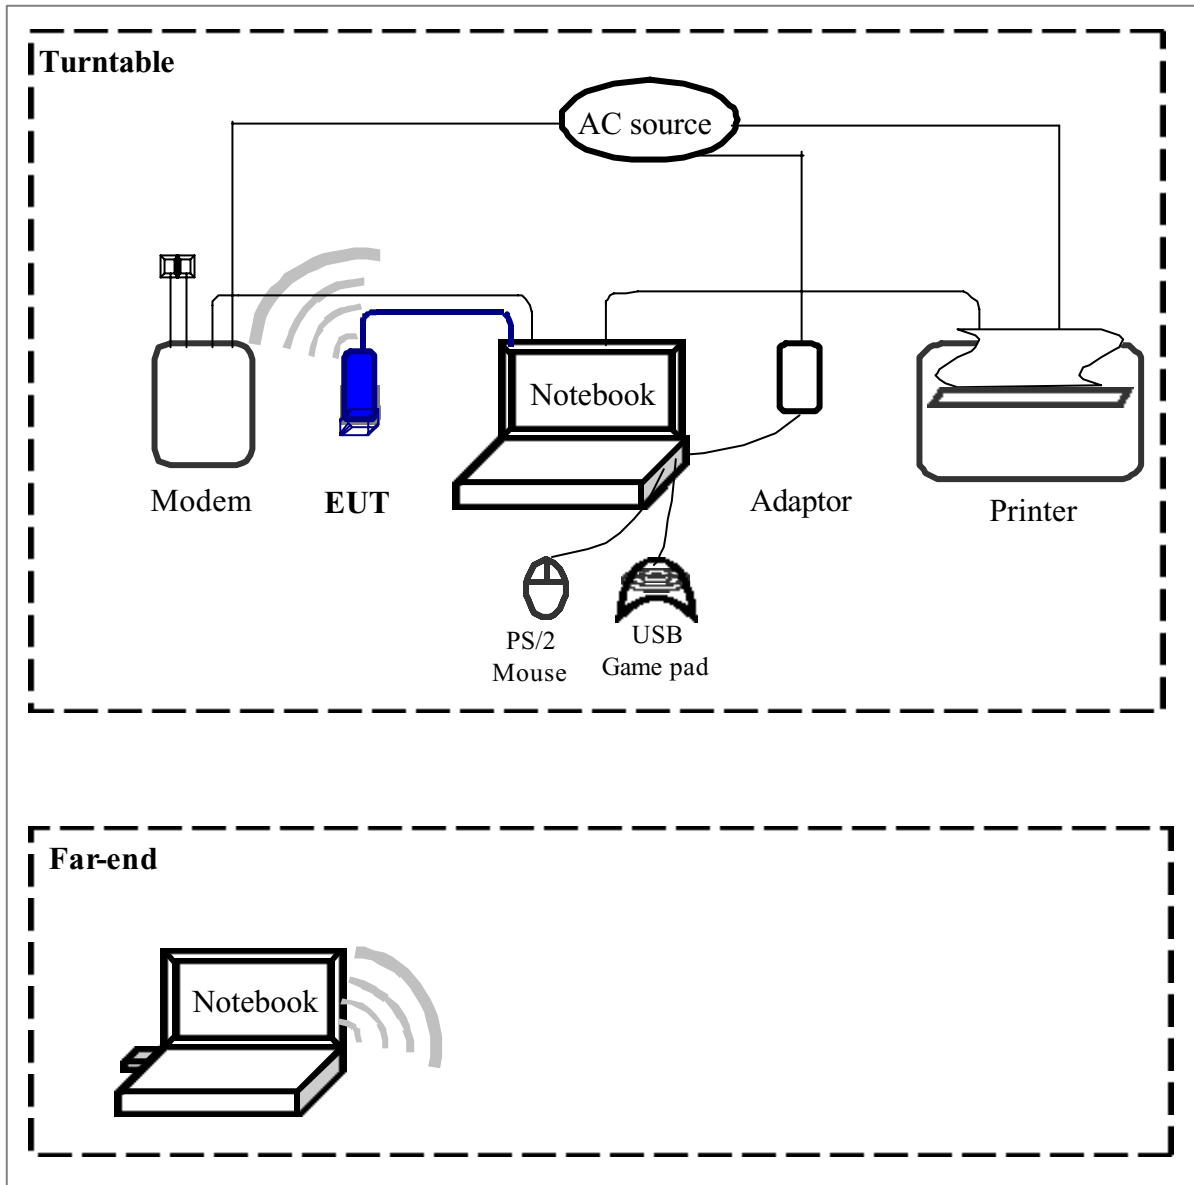 Turntable
AC source
Notebook
Modem
EUT
Adaptor
Printer
PS/2
Mouse
USB
Game pad
Far-end
Notebook